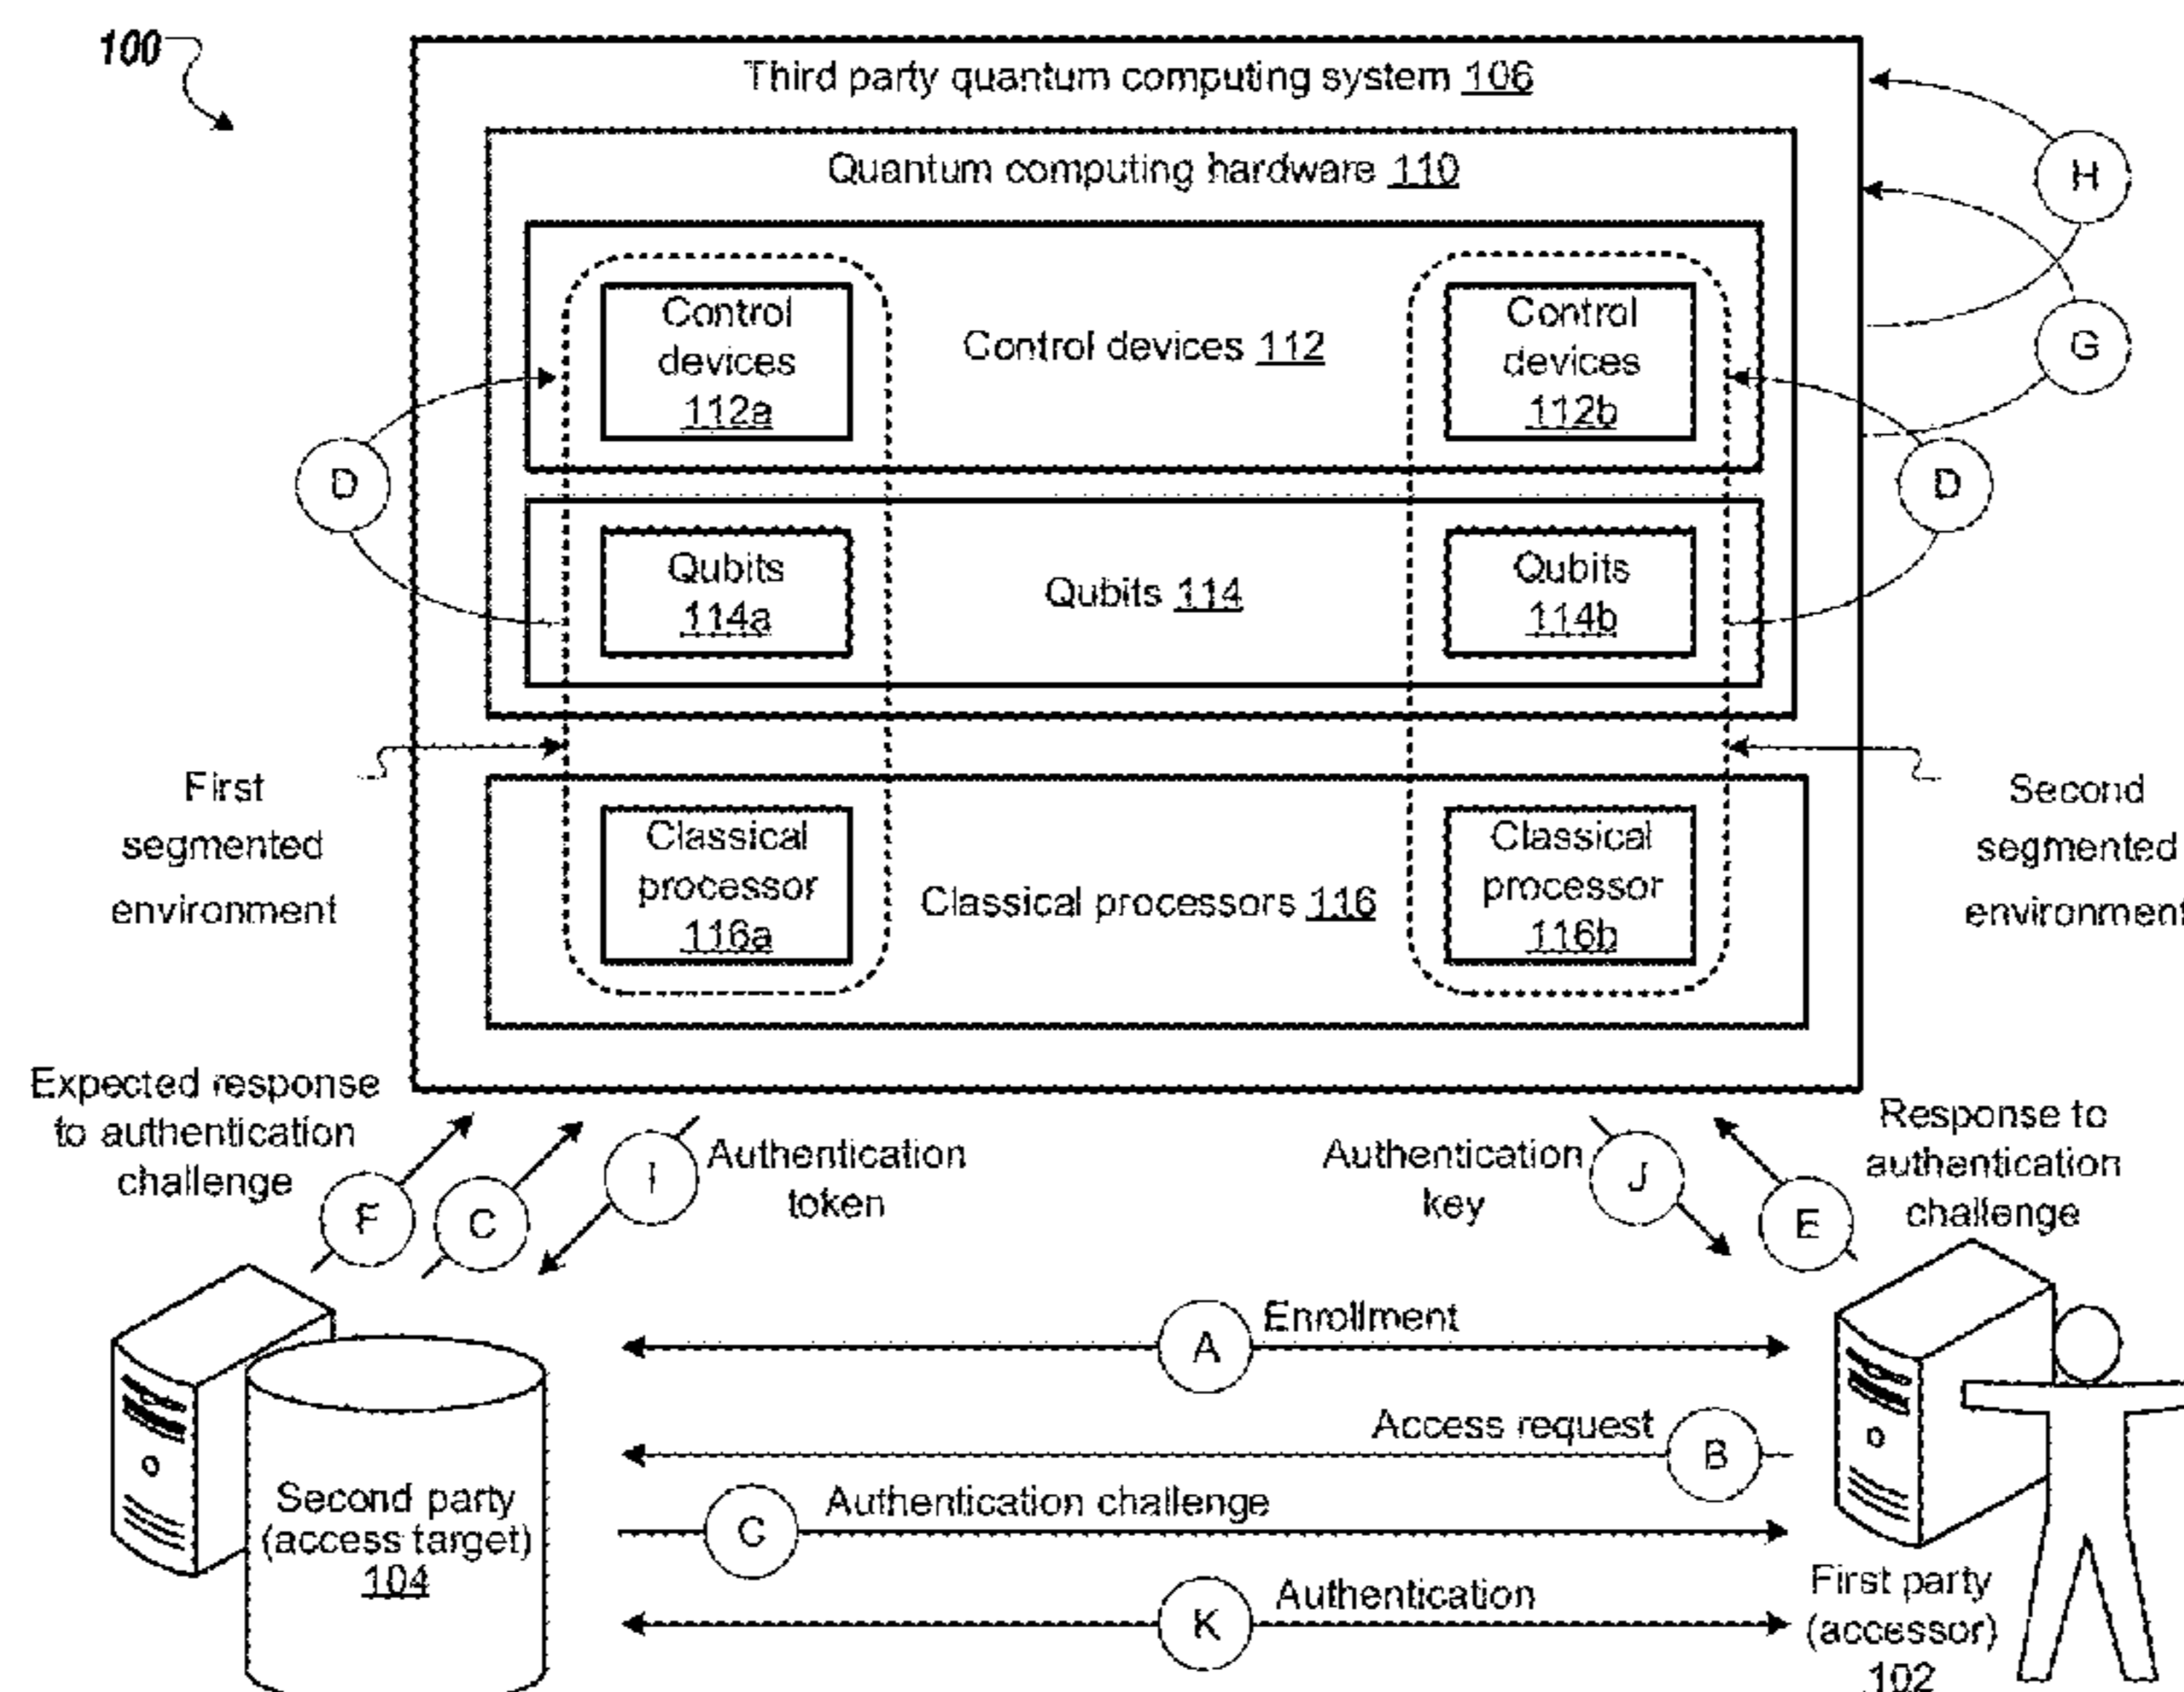 100
Third party quantum computing system 106
Quantum computing hardware 110
H
Control
devices
112a
Control devices 112
Control
devices
112b
G
D
D
Qubits
114a
Qubits 114
Qubits
114b
First
segmented
environment
Second
segmented
environment
Classical
processor
116a
Classical processors 116
Classical
processor
116b
Expected response
to authentication
challenge
F
C
I
Authentication
token
Authentication
key
J
E
Response to
authentication
challenge
A
Enrollment
Access request
B
C
Authentication challenge
K
Authentication
Second party
(access target)
104
First party
(accessor)
102